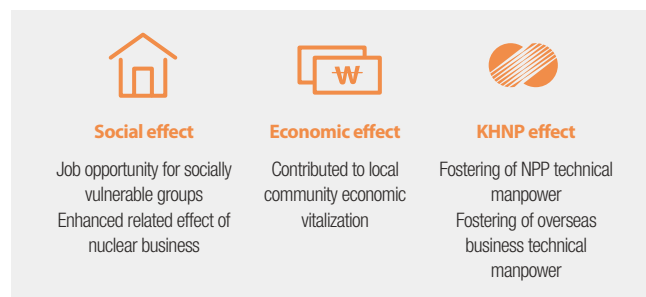 ₩
Social effect
Job opportunity for socially
vulnerable groups
Enhanced related effect of
nuclear business
Economic effect
Contributed to local
community economic
vitalization
KHNP effect
Fostering of NPP technical
manpower
Fostering of overseas
business technical
manpower